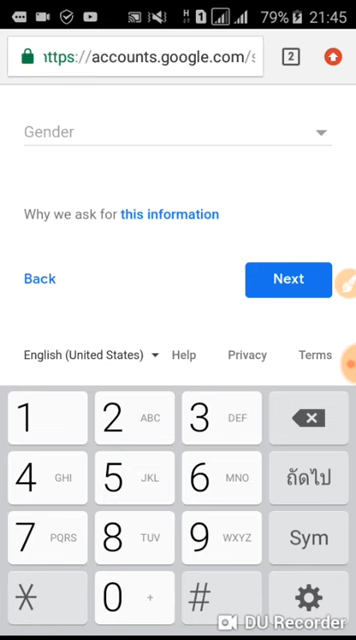 H 1 79% 21:45
https://accounts.google.com/s 2
Gender
Why we ask for this information
Back Next
English (United States) Help Privacy Terms
1 2 ABC 3 DEF
4 GHI 5 JKL 6 MNO ถัดไป
7 PQRS 8 TUV 9 WXYZ Sym
* 0 + #
DU Recorder